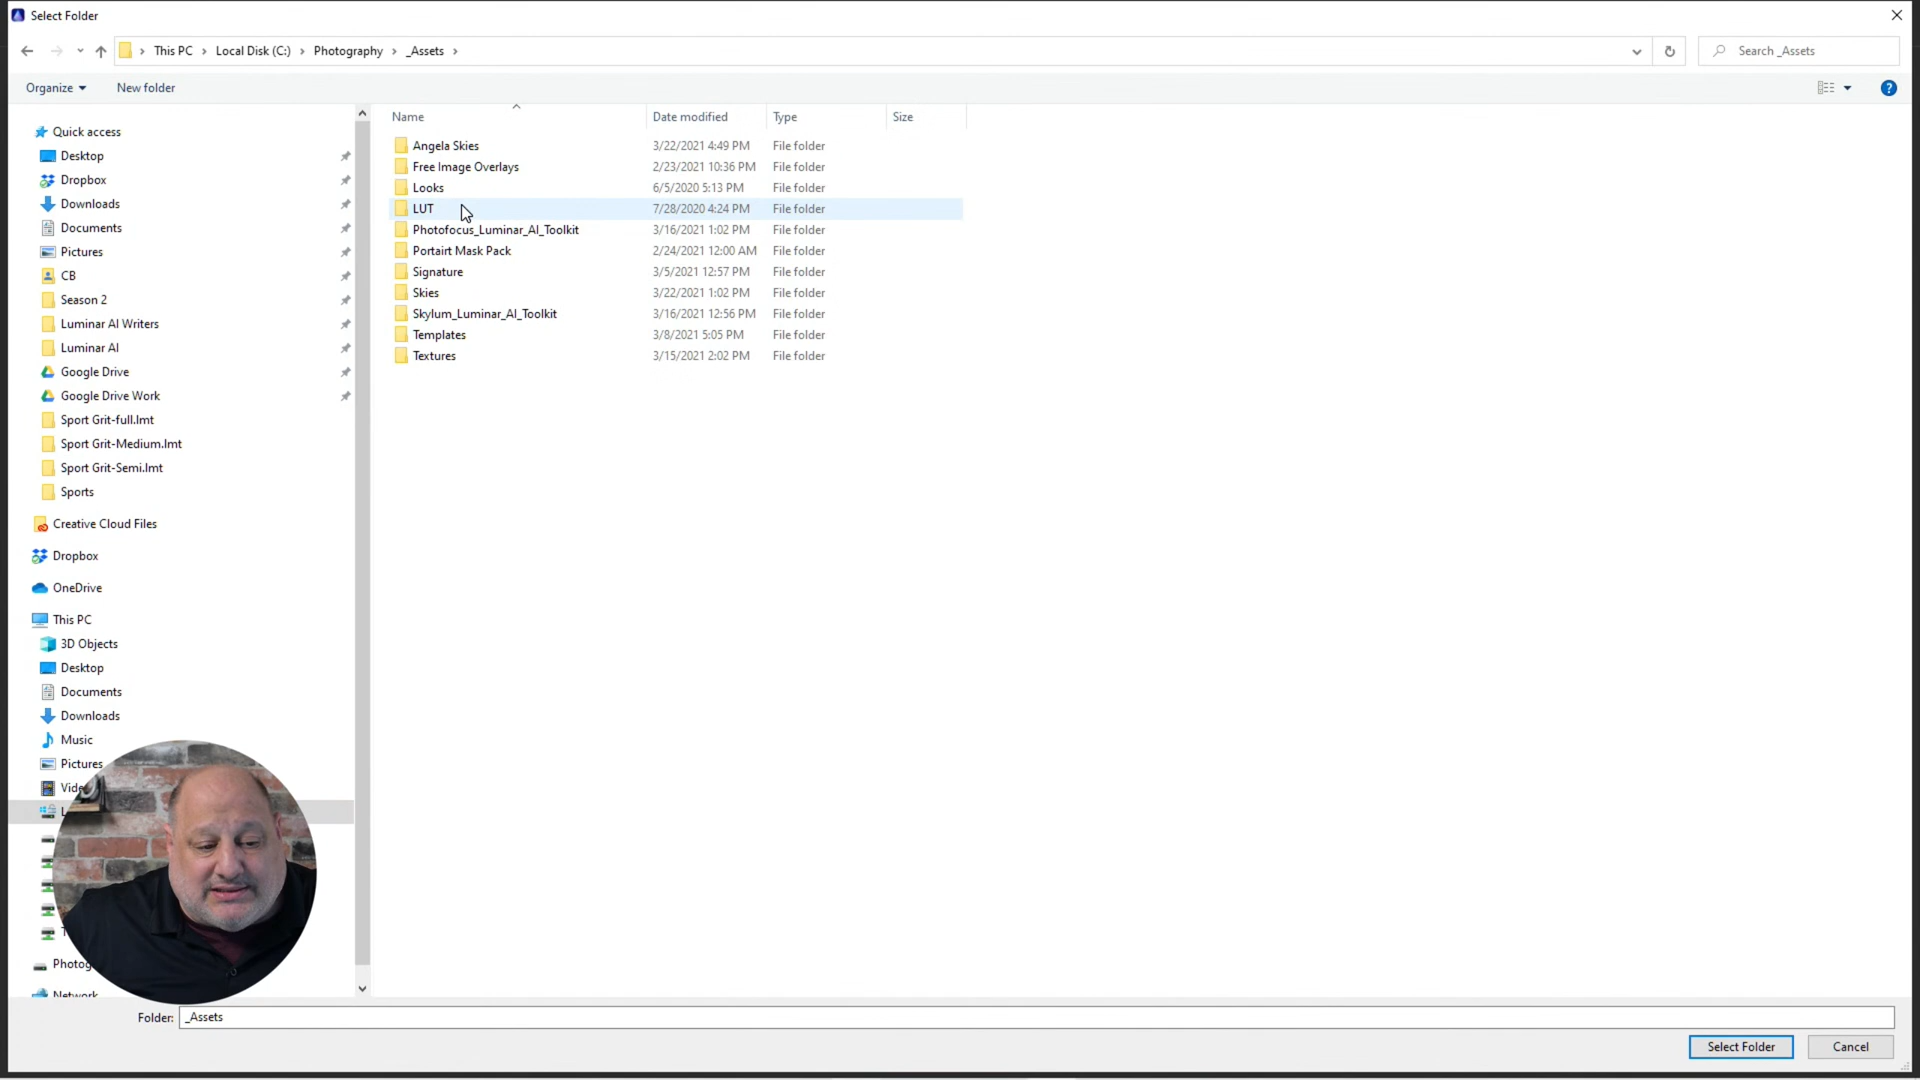 Select Folder
This PC > Local Disk (C:) > Photography > _Assets >
Search _Assets
Organize
New folder
Name
Date modified
Type
Size
Angela Skies 3/22/2021 4:49 PM File folder
Free Image Overlays 2/23/2021 10:36 PM File folder
Looks 6/5/2020 5:13 PM File folder
LUT 7/28/2020 4:24 PM File folder
Photofocus_Luminar_AI_Toolkit 3/16/2021 1:02 PM File folder
Portairt Mask Pack 2/24/2021 12:00 AM File folder
Signature 3/5/2021 12:57 PM File folder
Skies 3/22/2021 1:02 PM File folder
Skylum_Luminar_AI_Toolkit 3/16/2021 12:56 PM File folder
Templates 3/8/2021 5:05 PM File folder
Textures 3/15/2021 2:02 PM File folder
Quick access
Desktop
Dropbox
Downloads
Documents
Pictures
CB
Season 2
Luminar AI Writers
Luminar AI
Google Drive
Google Drive Work
Sport Grit-full.lmt
Sport Grit-Medium.lmt
Sport Grit-Semi.lmt
Sports
Creative Cloud Files
Dropbox
OneDrive
This PC
3D Objects
Desktop
Documents
Downloads
Music
Pictures
Vide
L
T
Photog
Network
Folder: _Assets
Select Folder
Cancel